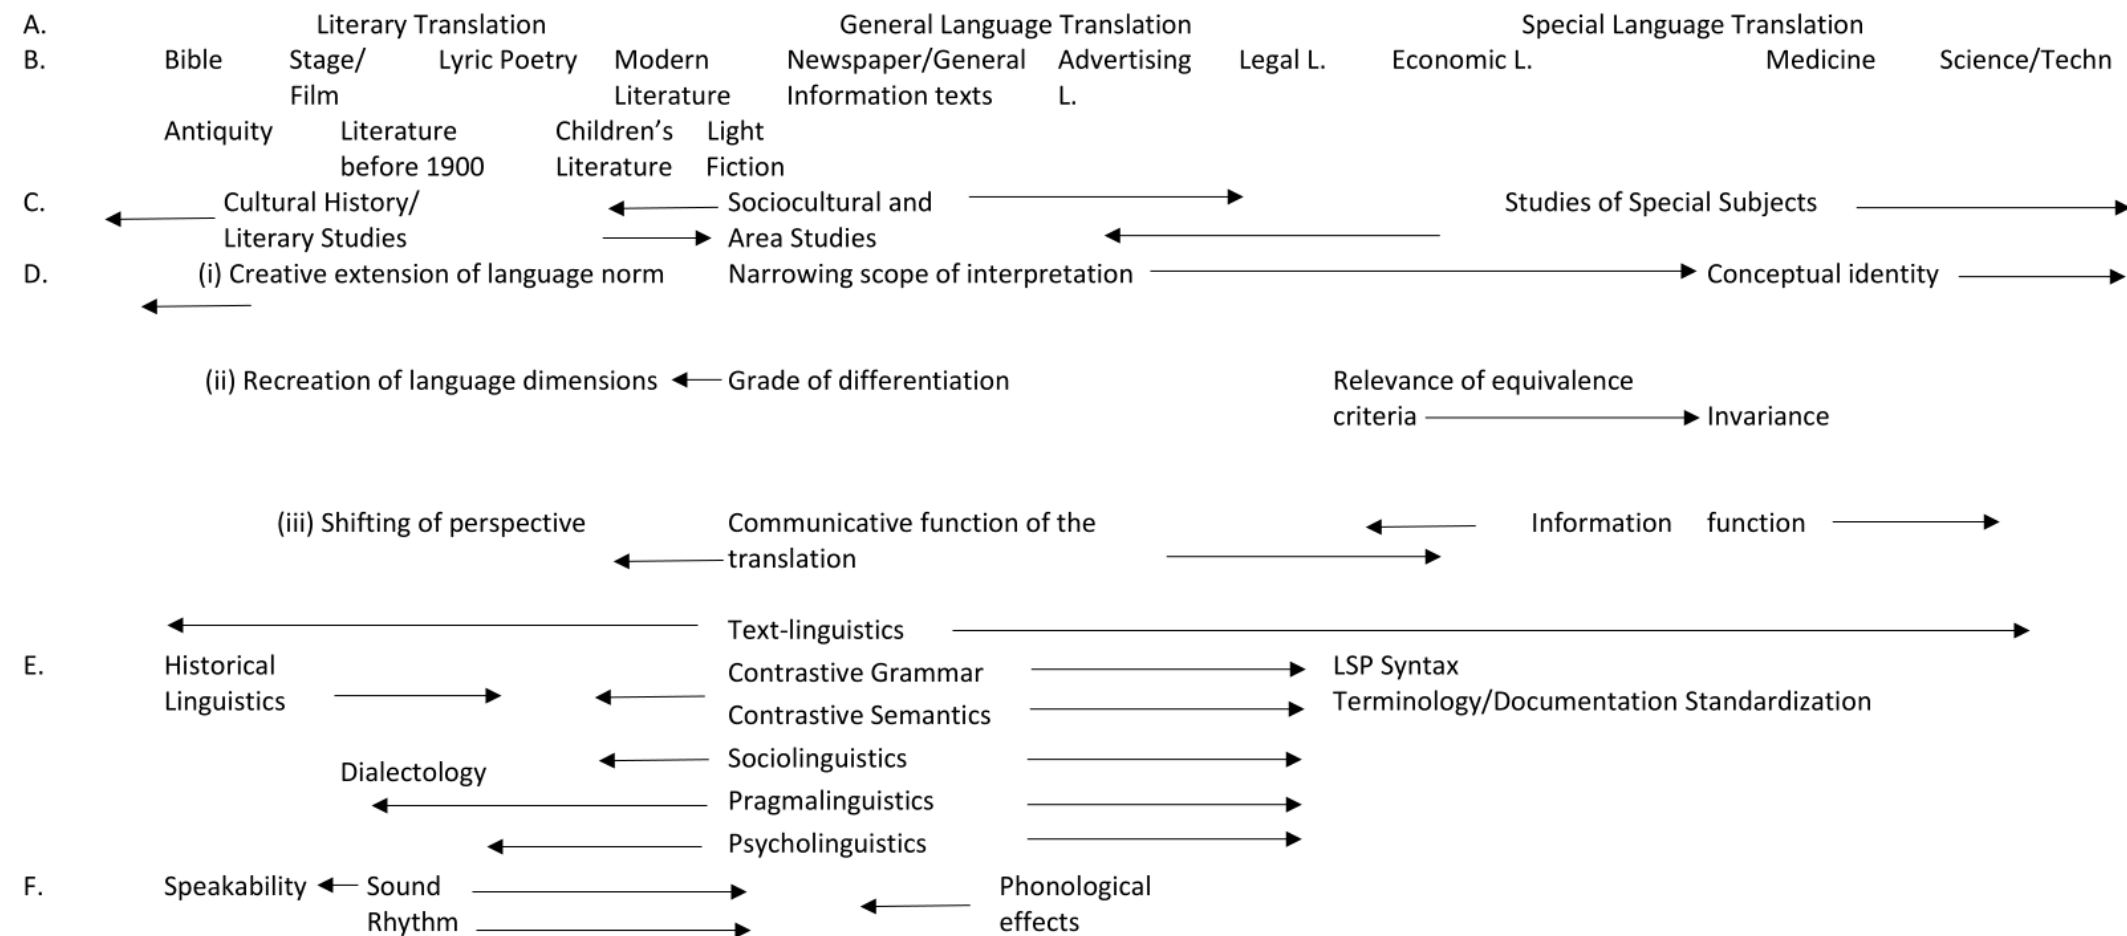 A. Literary Translation General Language Translation Special Language Translation
B. Bible Stage/ Lyric Poetry Modern Newspaper/General Advertising Legal L. Economic L. Medicine Science/Techn
Film Literature Information texts L.
Antiquity Literature Children’s Light
before 1900 Literature Fiction
C. Cultural History/ Sociocultural and Studies of Special Subjects
Literary Studies Area Studies
D. (i) Creative extension of language norm Narrowing scope of interpretation Conceptual identity
(ii) Recreation of language dimensions Grade of differentiation Relevance of equivalence
criteria Invariance
(iii) Shifting of perspective Communicative function of the Information function
translation
Text-linguistics
E. Historical Contrastive Grammar LSP Syntax
Linguistics Contrastive Semantics Terminology/Documentation Standardization
Sociolinguistics
Dialectology
Pragmalinguistics
Psycholinguistics
F. Speakability Sound Phonological
Rhythm effects